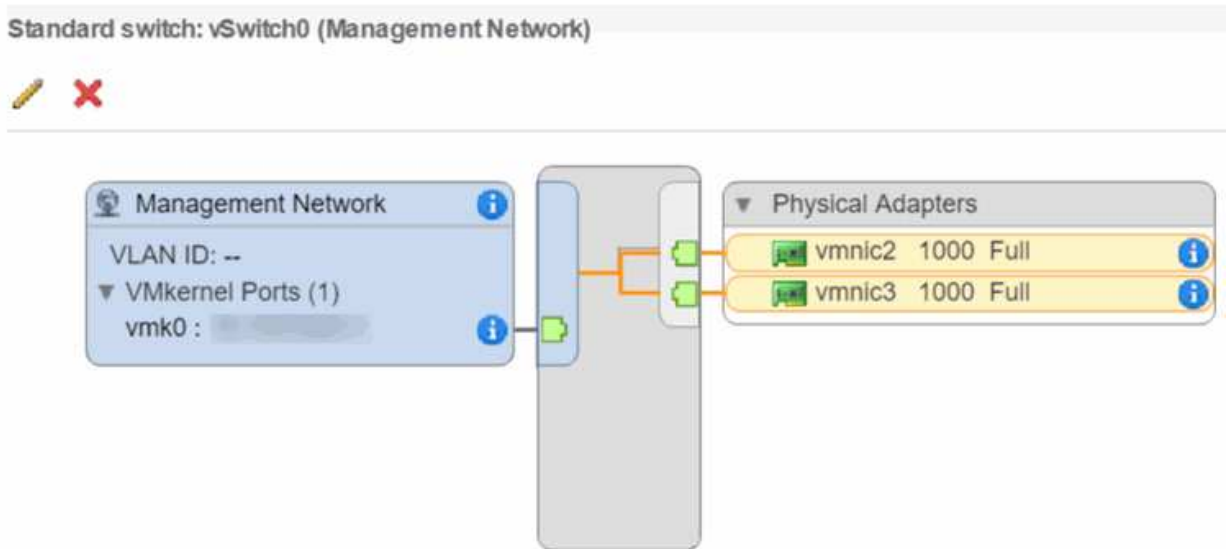 Standard switch: vSwitch0 (Management Network)
Management Network
VLAN ID: --
VMkernel Ports (1)
vmk0 :
Physical Adapters
vmnic2 1000 Full
vmnic3 1000 Full